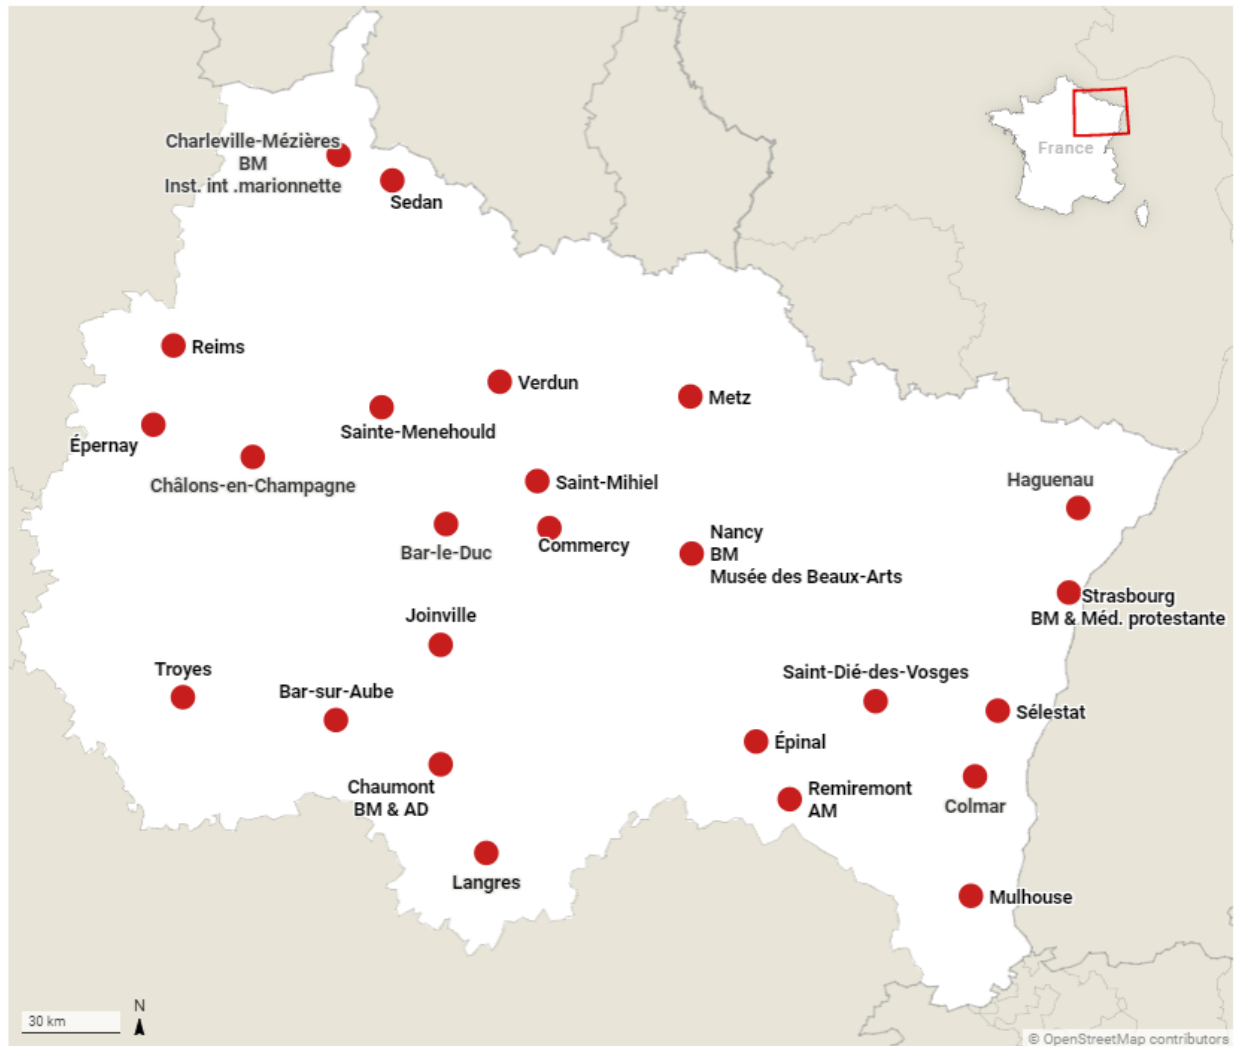 Charleville-Mézières
BM
Inst. int .marionnette
Sedan
France
Reims
Verdun
Metz
Sainte-Menehould
Épernay
Châlons-en-Champagne
Saint-Mihiel
Haguenau
Bar-le-Duc
Commercy
Nancy
BM
Musée des Beaux-Arts
Strasbourg
BM & Méd. protestante
Joinville
Troyes
Bar-sur-Aube
Saint-Dié-des-Vosges
Sélestat
Épinal
Chaumont
BM & AD
Remiremont
AM
Colmar
Langres
Mulhouse
30 km
N
© OpenStreetMap contributors